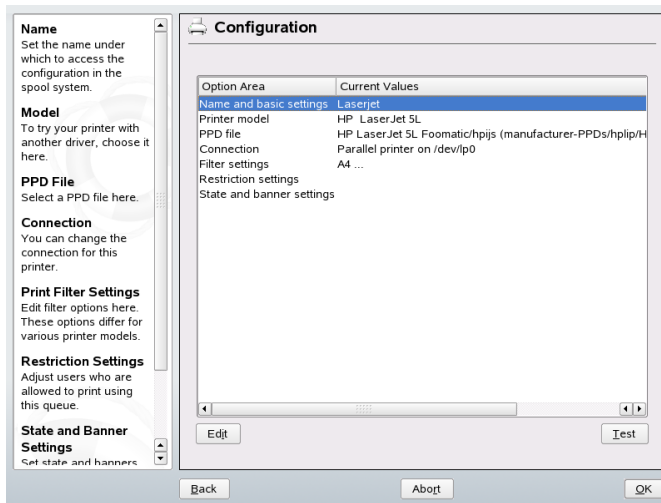 Name
Set the name under
which to access the
configuration in the
spool system.
Model
To try your printer with
another driver, choose it
here.
PPD File
Select a PPD file here.
Connection
You can change the
connection for this
printer.
Print Filter Settings
Edit filter options here.
These options differ for
various printer models.
Restriction Settings
Adjust users who are
allowed to print using
this queue.
State and Banner
Settings
Set state and banners
Configuration
Option Area Current Values
Name and basic settings Laserjet
Printer model HP LaserJet 5L
PPD file HP LaserJet 5L Foomatic/hpijs (manufacturer-PPDs/hplip/H
Connection Parallel printer on /dev/lp0
Filter settings A4 ...
Restriction settings
State and banner settings
Edit Test
Back Abort OK